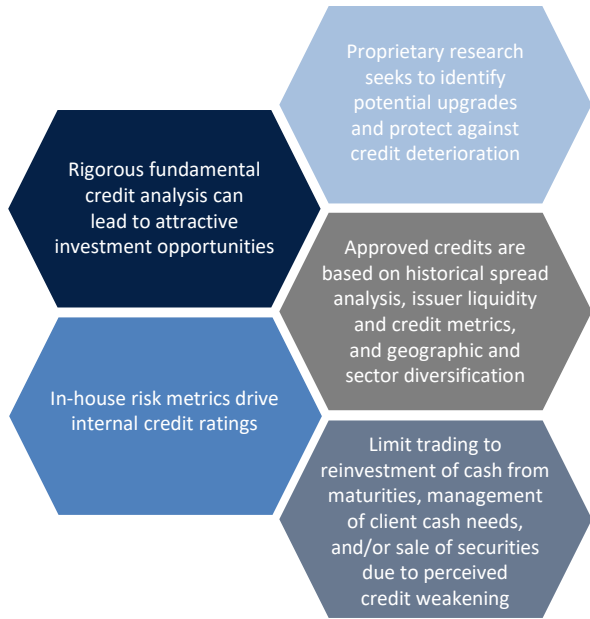 Proprietary research
seeks to identify
potential upgrades
and protect against
credit deterioration
Rigorous fundamental
credit analysis can
lead to attractive
investment opportunities
Approved credits are
based on historical spread
analysis, issuer liquidity
and credit metrics,
and geographic and
sector diversification
In-house risk metrics drive
internal credit ratings
Limit trading to
reinvestment of cash from
maturities, management
of client cash needs,
and/or sale of securities
due to perceived
credit weakening